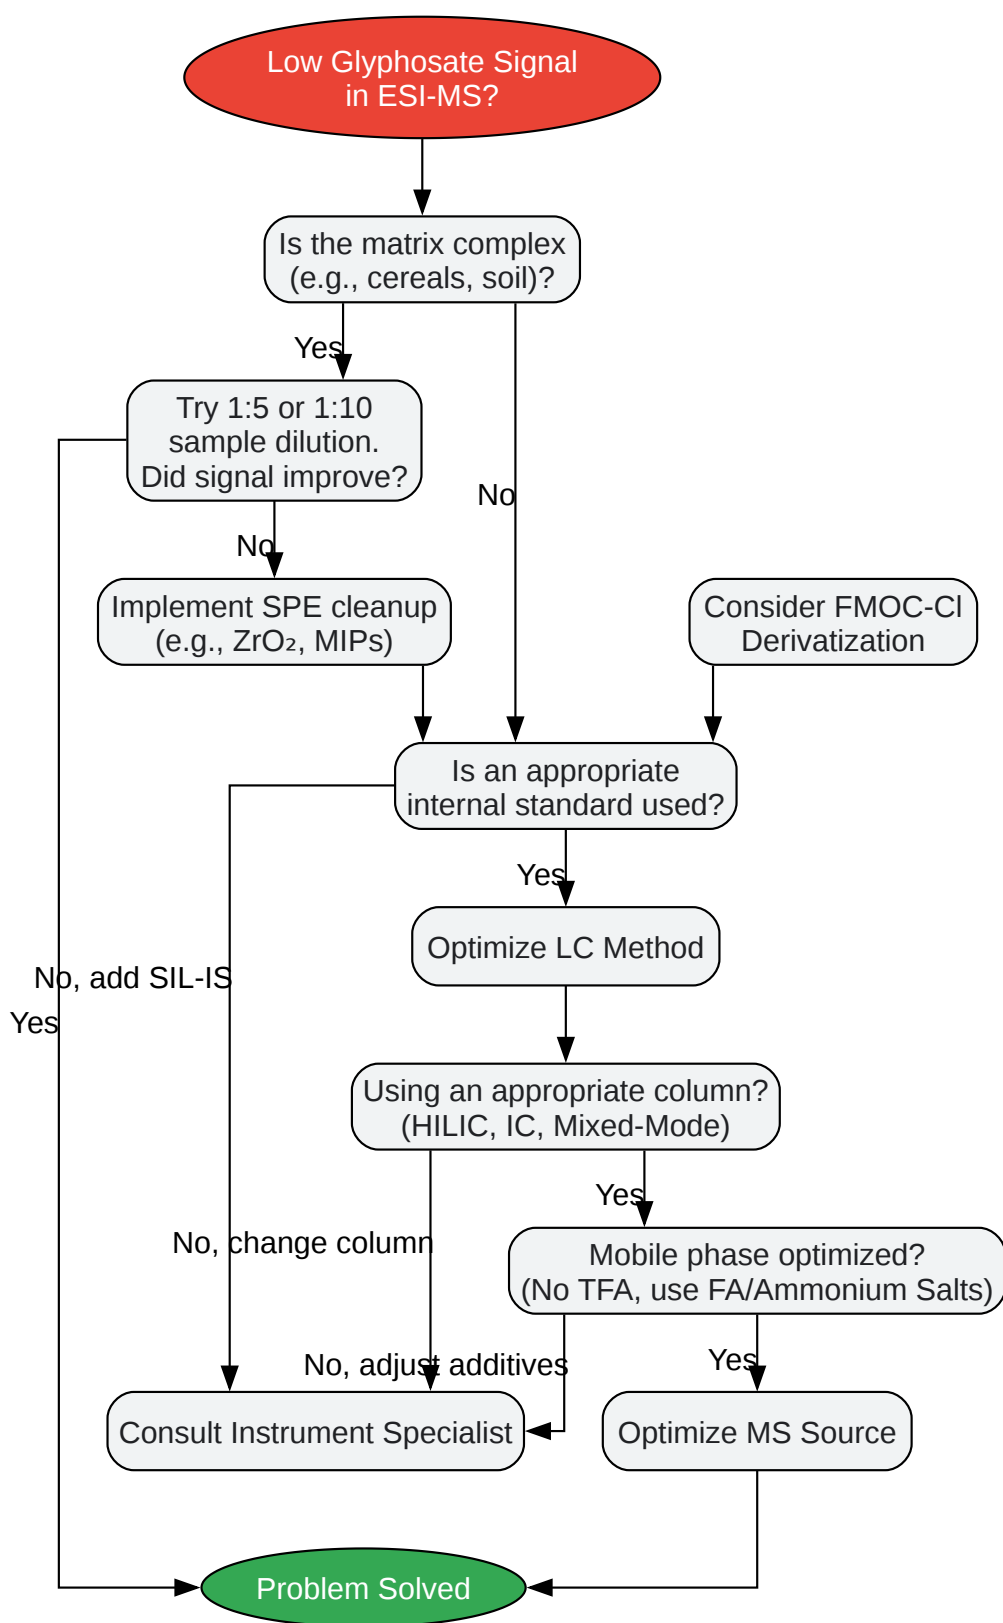 Low Glyphosate Signal
in ESI-MS?
Is the matrix complex
(e.g., cereals, soil)?
Yes
Try 1:5 or 1:10
sample dilution.
Did signal improve?
No
No
Implement SPE cleanup
(e.g., ZrO₂, MIPs)
Consider FMOC-Cl
Derivatization
Is an appropriate
internal standard used?
Yes
Optimize LC Method
No, add SIL-IS
Yes
Using an appropriate column?
(HILIC, IC, Mixed-Mode)
Yes
No, change column
Mobile phase optimized?
(No TFA, use FA/Ammonium Salts)
No, adjust additives
Yes
Consult Instrument Specialist
Optimize MS Source
Problem Solved